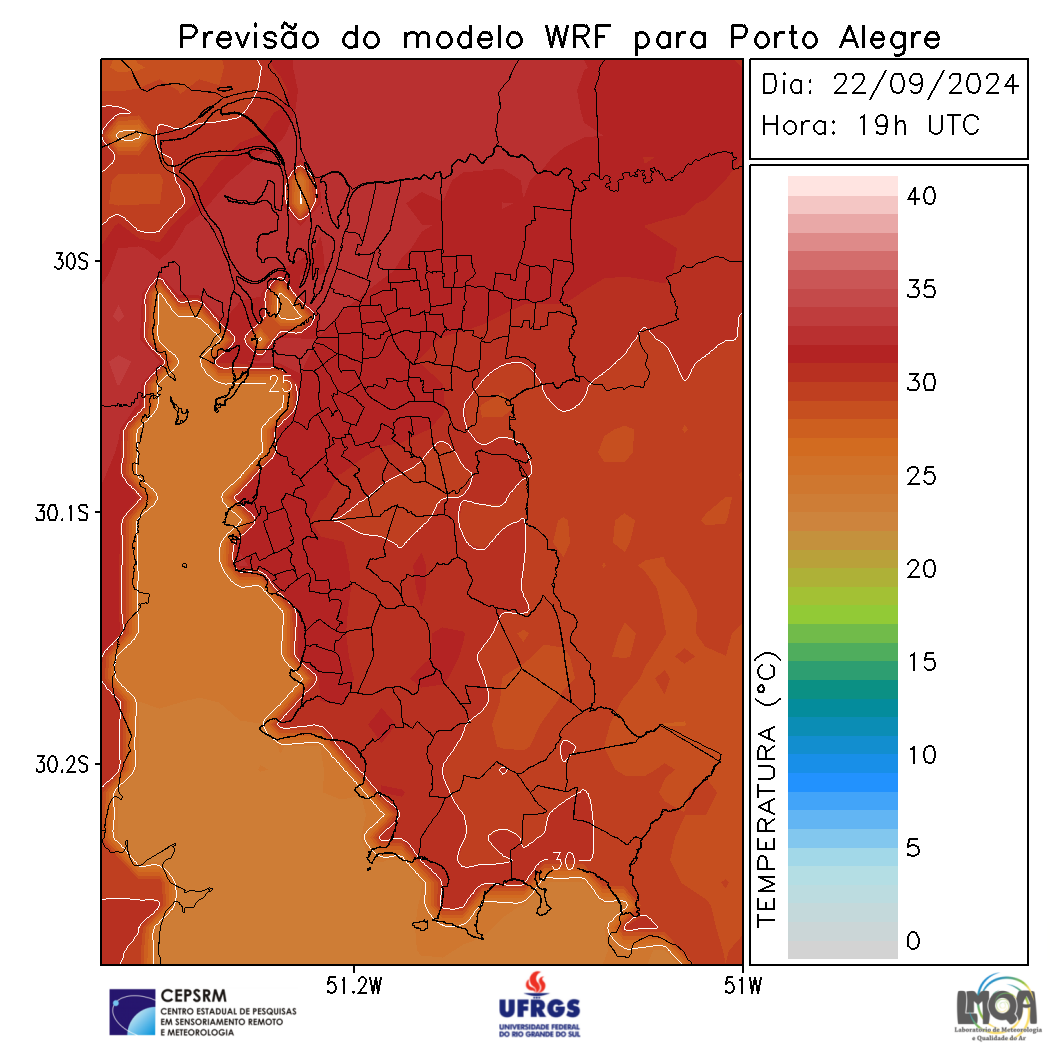 Previsão do modelo WRF para Porto Alegre
Dia: 22/09/2024
Hora: 19h UTC
40
35
30
25
20
15
10
5
0
TEMPERATURA (°C)
30S
30.1S
30.2S
25
30
51.2W
51W
CEPSRM
CENTRO ESTADUAL DE PESQUISAS
EM SENSORIAMENTO REMOTO
E METEOROLOGIA
UFRGS
UNIVERSIDADE FEDERAL
DO RIO GRANDE DO SUL
LMQA
Laboratório de Meteorologia
e Qualidade do Ar